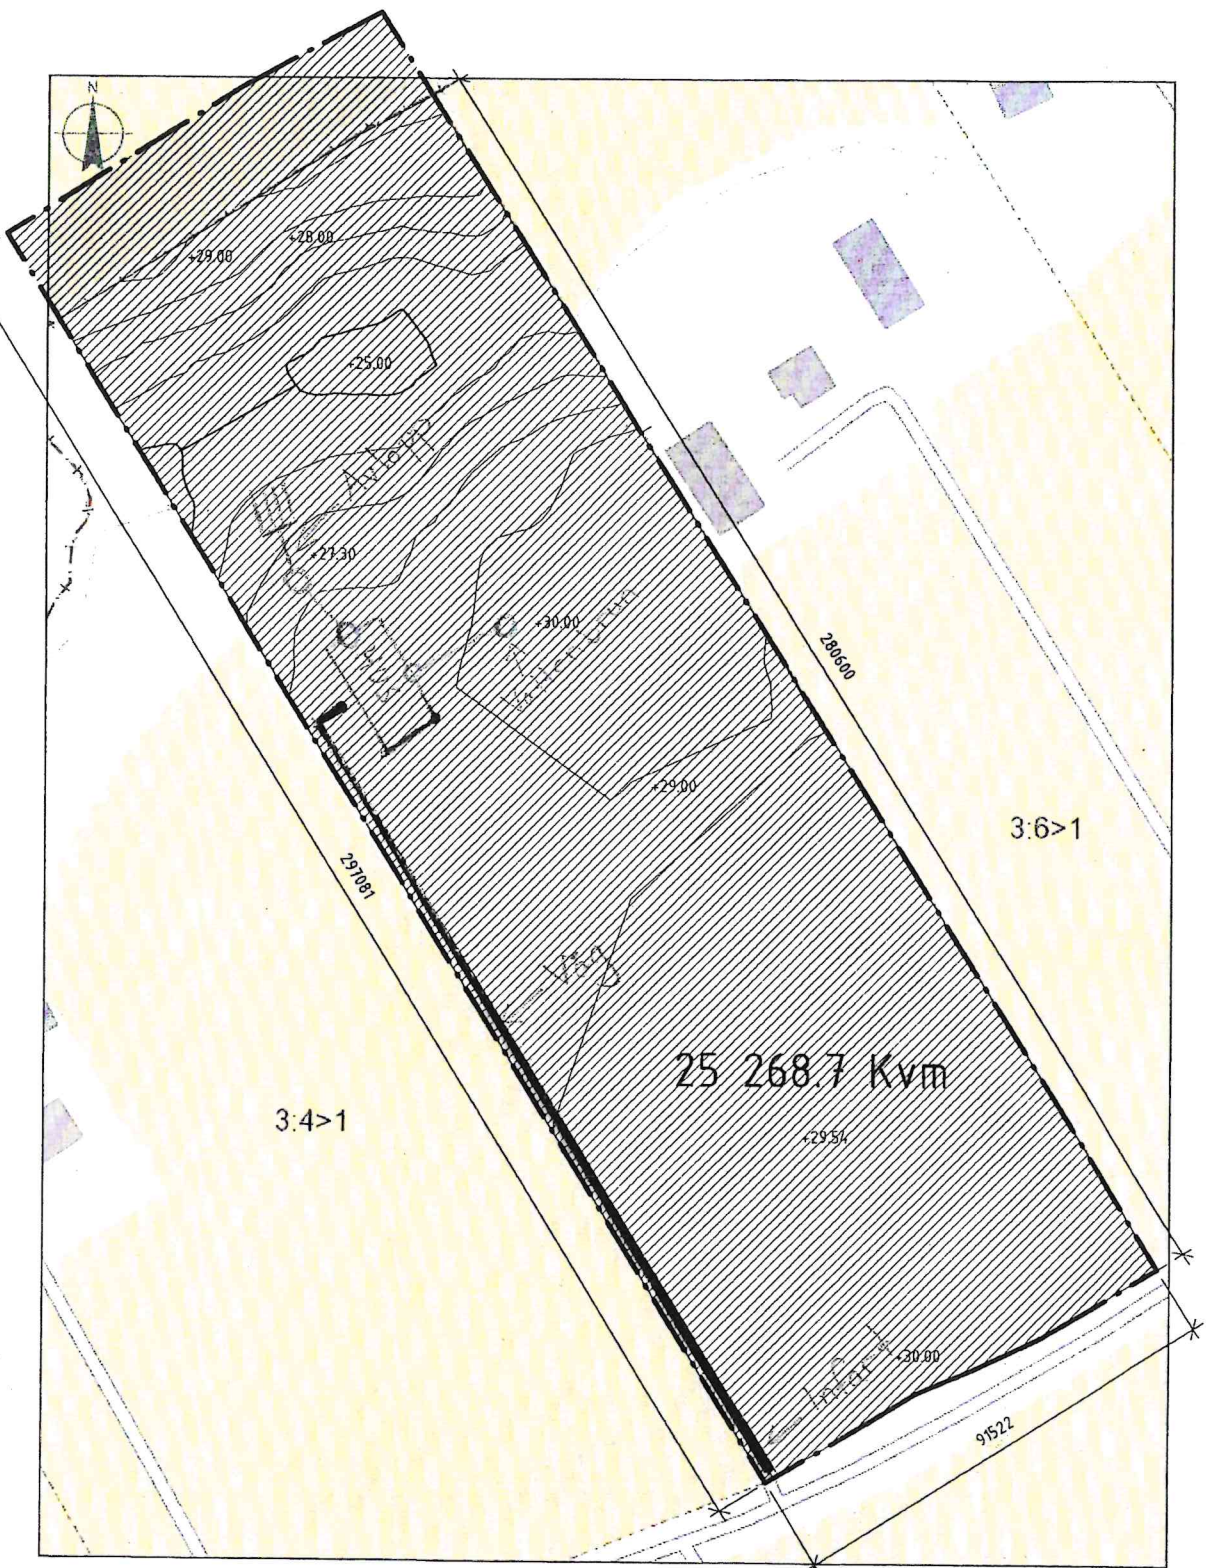 N
+28.00
+29.00
+25.00
Avlopp
+27.30
+30.00
Vattenbrun
Hus
280600
+29.00
3:6>1
297081
Väg
25 268.7 Kvm
3:4>1
+29.54
Infart
+30.00
91522